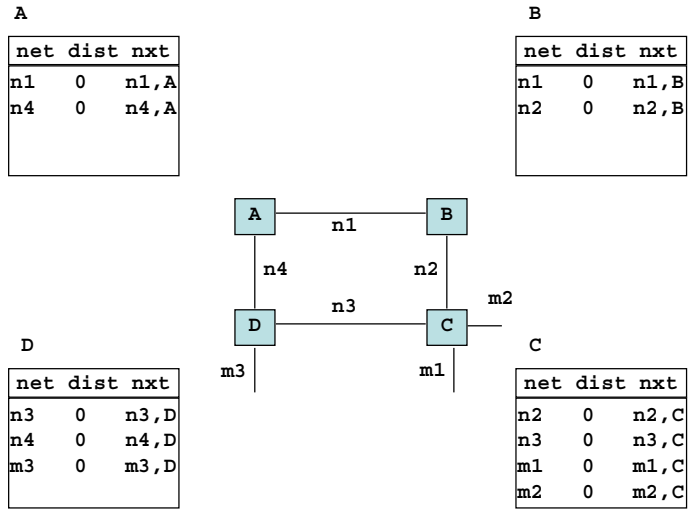 A
net dist nxt
n1 0 n1,A
n4 0 n4,A
B
net dist nxt
n1 0 n1,B
n2 0 n2,B
A
n1
B
n4
n2
D
n3
C
m2
m3
m1
D
net dist nxt
n3 0 n3,D
n4 0 n4,D
m3 0 m3,D
C
net dist nxt
n2 0 n2,C
n3 0 n3,C
m1 0 m1,C
m2 0 m2,C